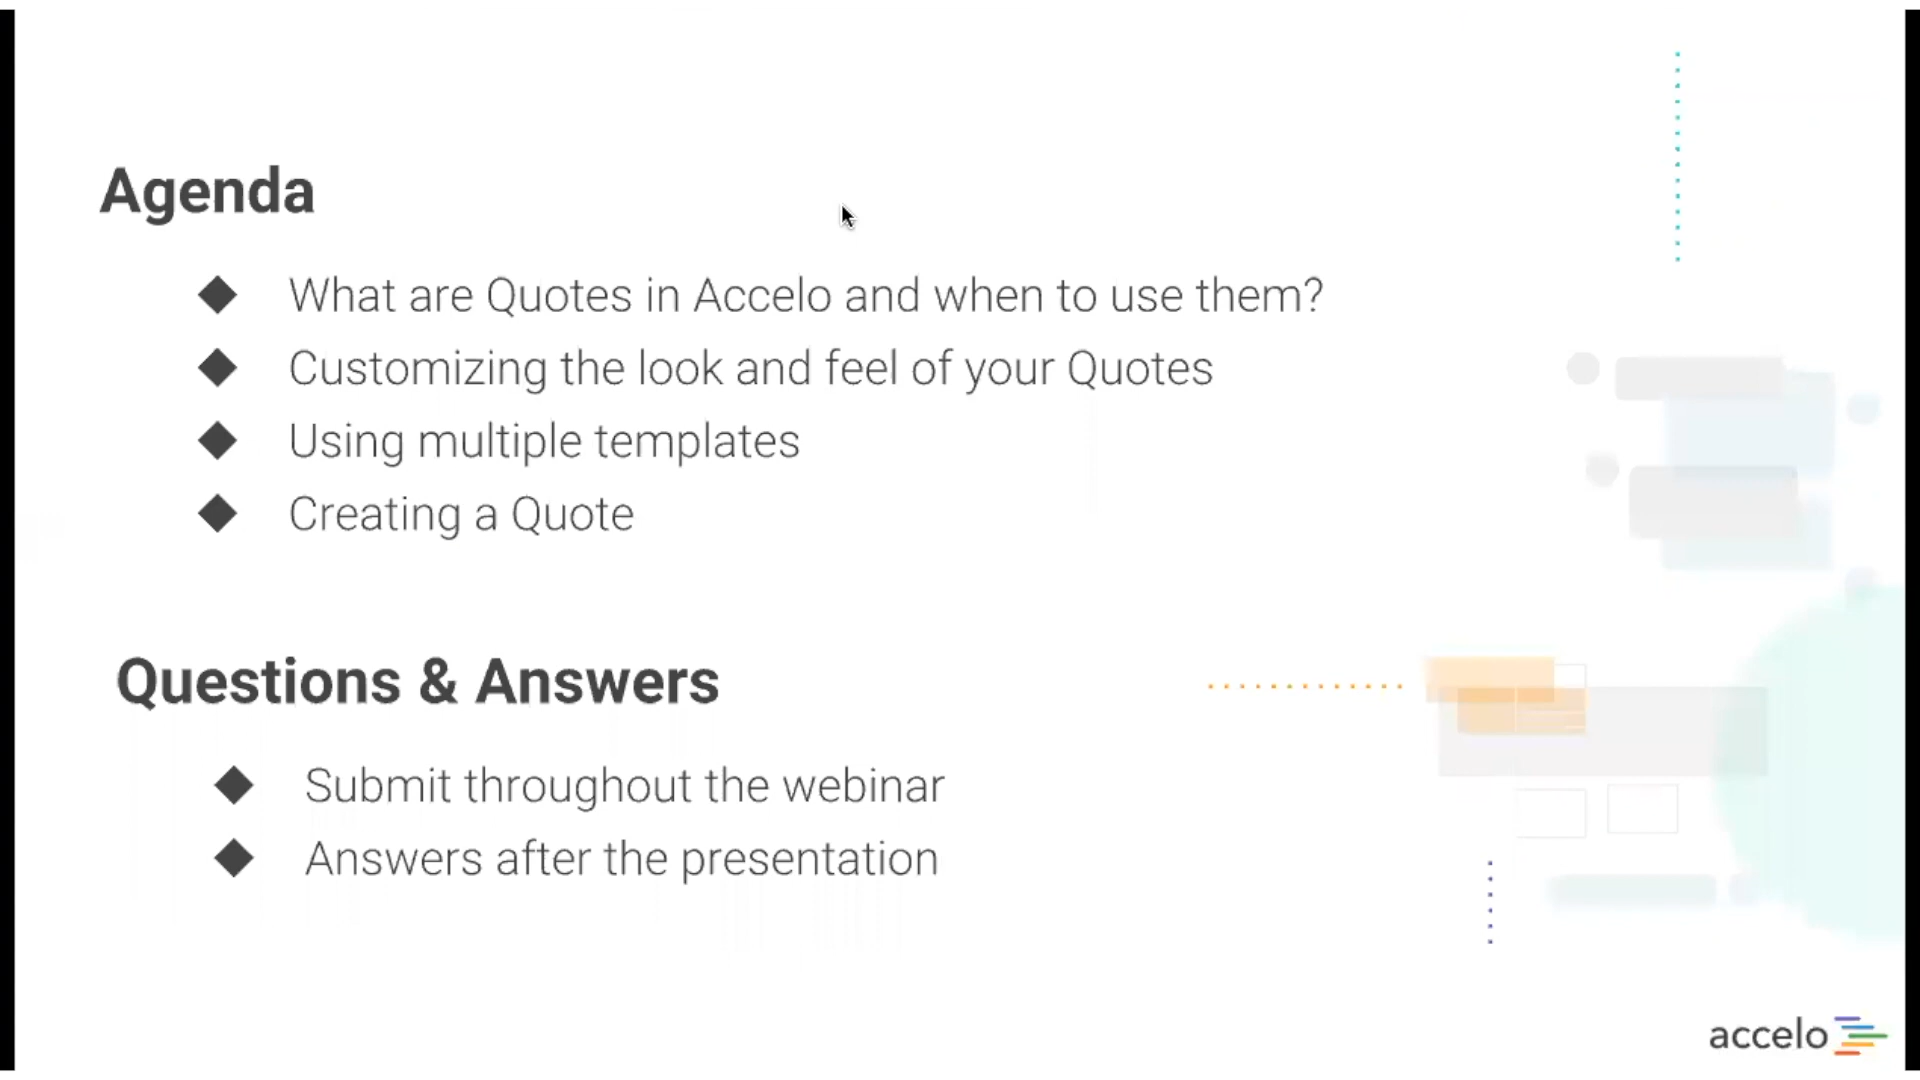 Agenda
◆ What are Quotes in Accelo and when to use them?
◆ Customizing the look and feel of your Quotes
◆ Using multiple templates
◆ Creating a Quote
Questions & Answers
◆ Submit throughout the webinar
◆ Answers after the presentation
accelo